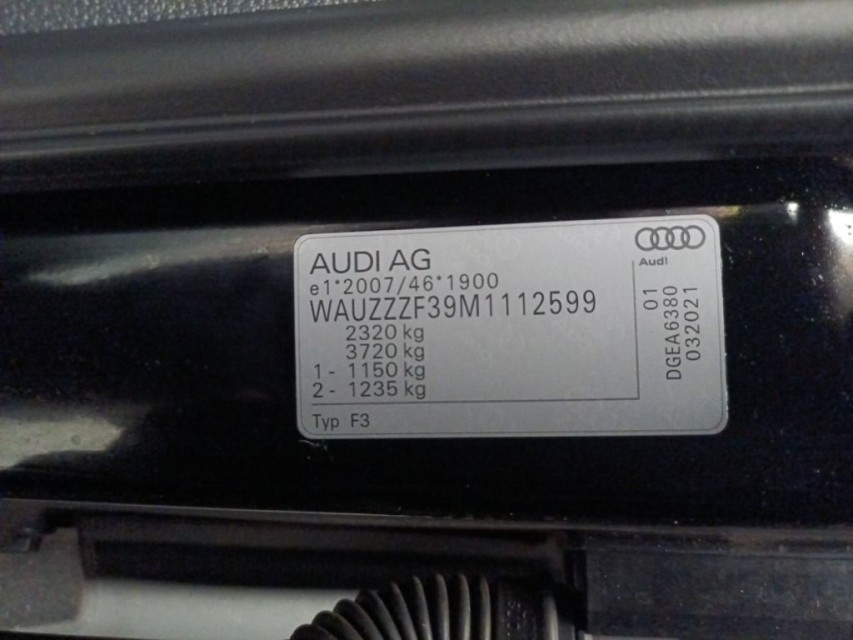 AUDI AG
e1*2007/46*1900
WAUZZZF39M1112599
2320 kg
3720 kg
1 - 1150 kg
2 - 1235 kg
Typ F3
Audi
01
DGEA6380
032021